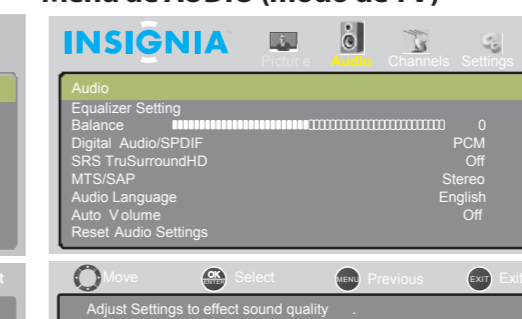 Menú de AUDIO (modo de TV)
INSIGNIA
Picture Audio Channels Settings
Audio
Equalizer Setting
Balance 0
Digital Audio/SPDIF PCM
SRS TruSurroundHD Off
MTS/SAP Stereo
Audio Language English
Auto Volume Off
Reset Audio Settings
Move OK ENTER Select MENU Previous EXIT Exit
Adjust Settings to effect sound quality .